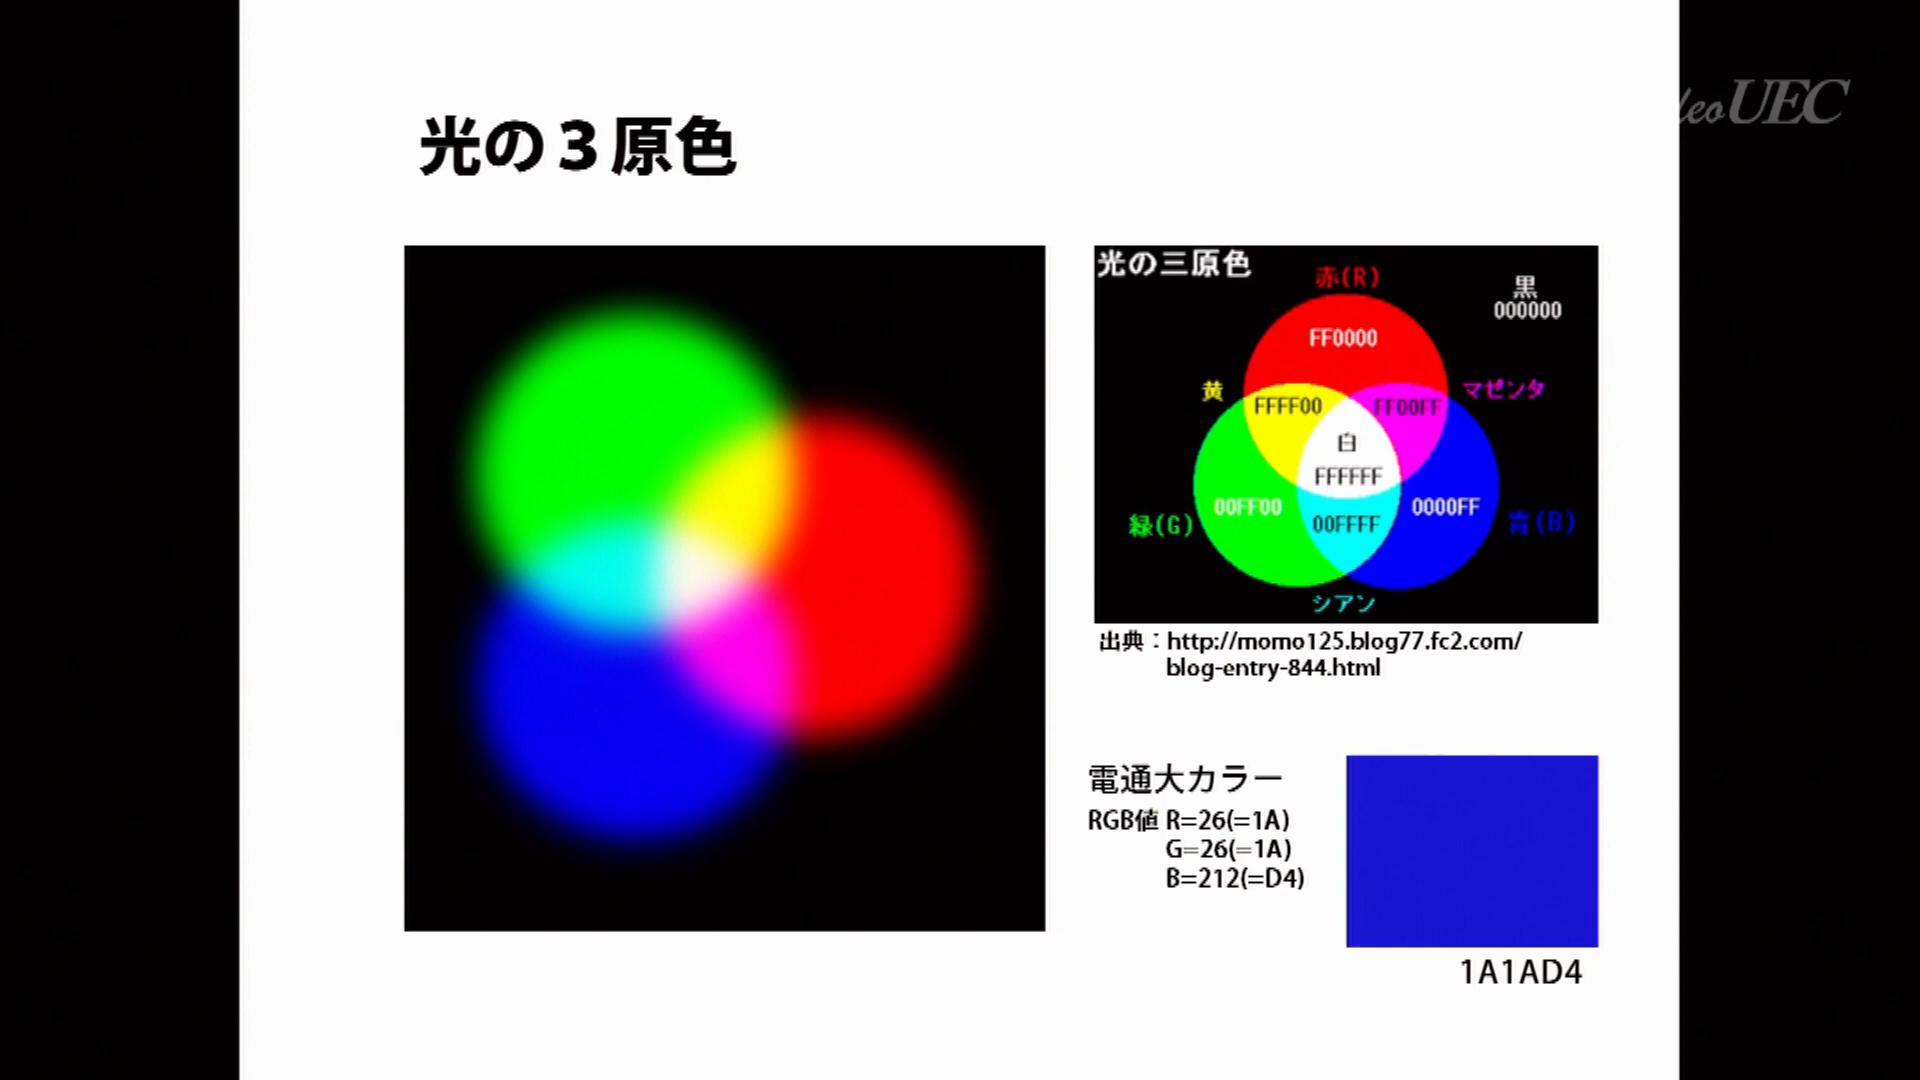 光の３原色
UEC
光の三原色
赤(R)
黒
000000
FF0000
黄
マゼンタ
FFFF00
FF00FF
白
FFFFFF
00FF00
0000FF
緑(G)
00FFFF
青(B)
シアン
出典：http://momo125.blog77.fc2.com/
blog-entry-844.html
電通大カラー
RGB値 R=26(=1A)
G=26(=1A)
B=212(=D4)
1A1AD4